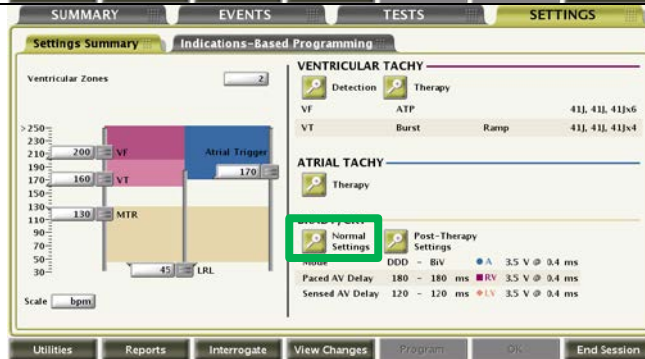 SUMMARY EVENTS TESTS SETTINGS
Settings Summary Indications-Based Programming
Ventricular Zones 2
>250
230
210
190
170
150
130
110
90
70
50
30
200 VF
160 VT
130 MTR
45 LRL
Atrial Trigger
170
Scale bpm
VENTRICULAR TACHY
Detection Therapy
VF ATP 41J, 41J, 41Jx6
VT Burst Ramp 41J, 41J, 41Jx4
ATRIAL TACHY
Therapy
Normal Settings
Post-Therapy Settings
Mode DDD - BiV A 3.5 V @ 0.4 ms
Paced AV Delay 180 - 180 ms RV 3.5 V @ 0.4 ms
Sensed AV Delay 120 - 120 ms LV 3.5 V @ 0.4 ms
Utilities Reports Interrogate View Changes Program OK End Session